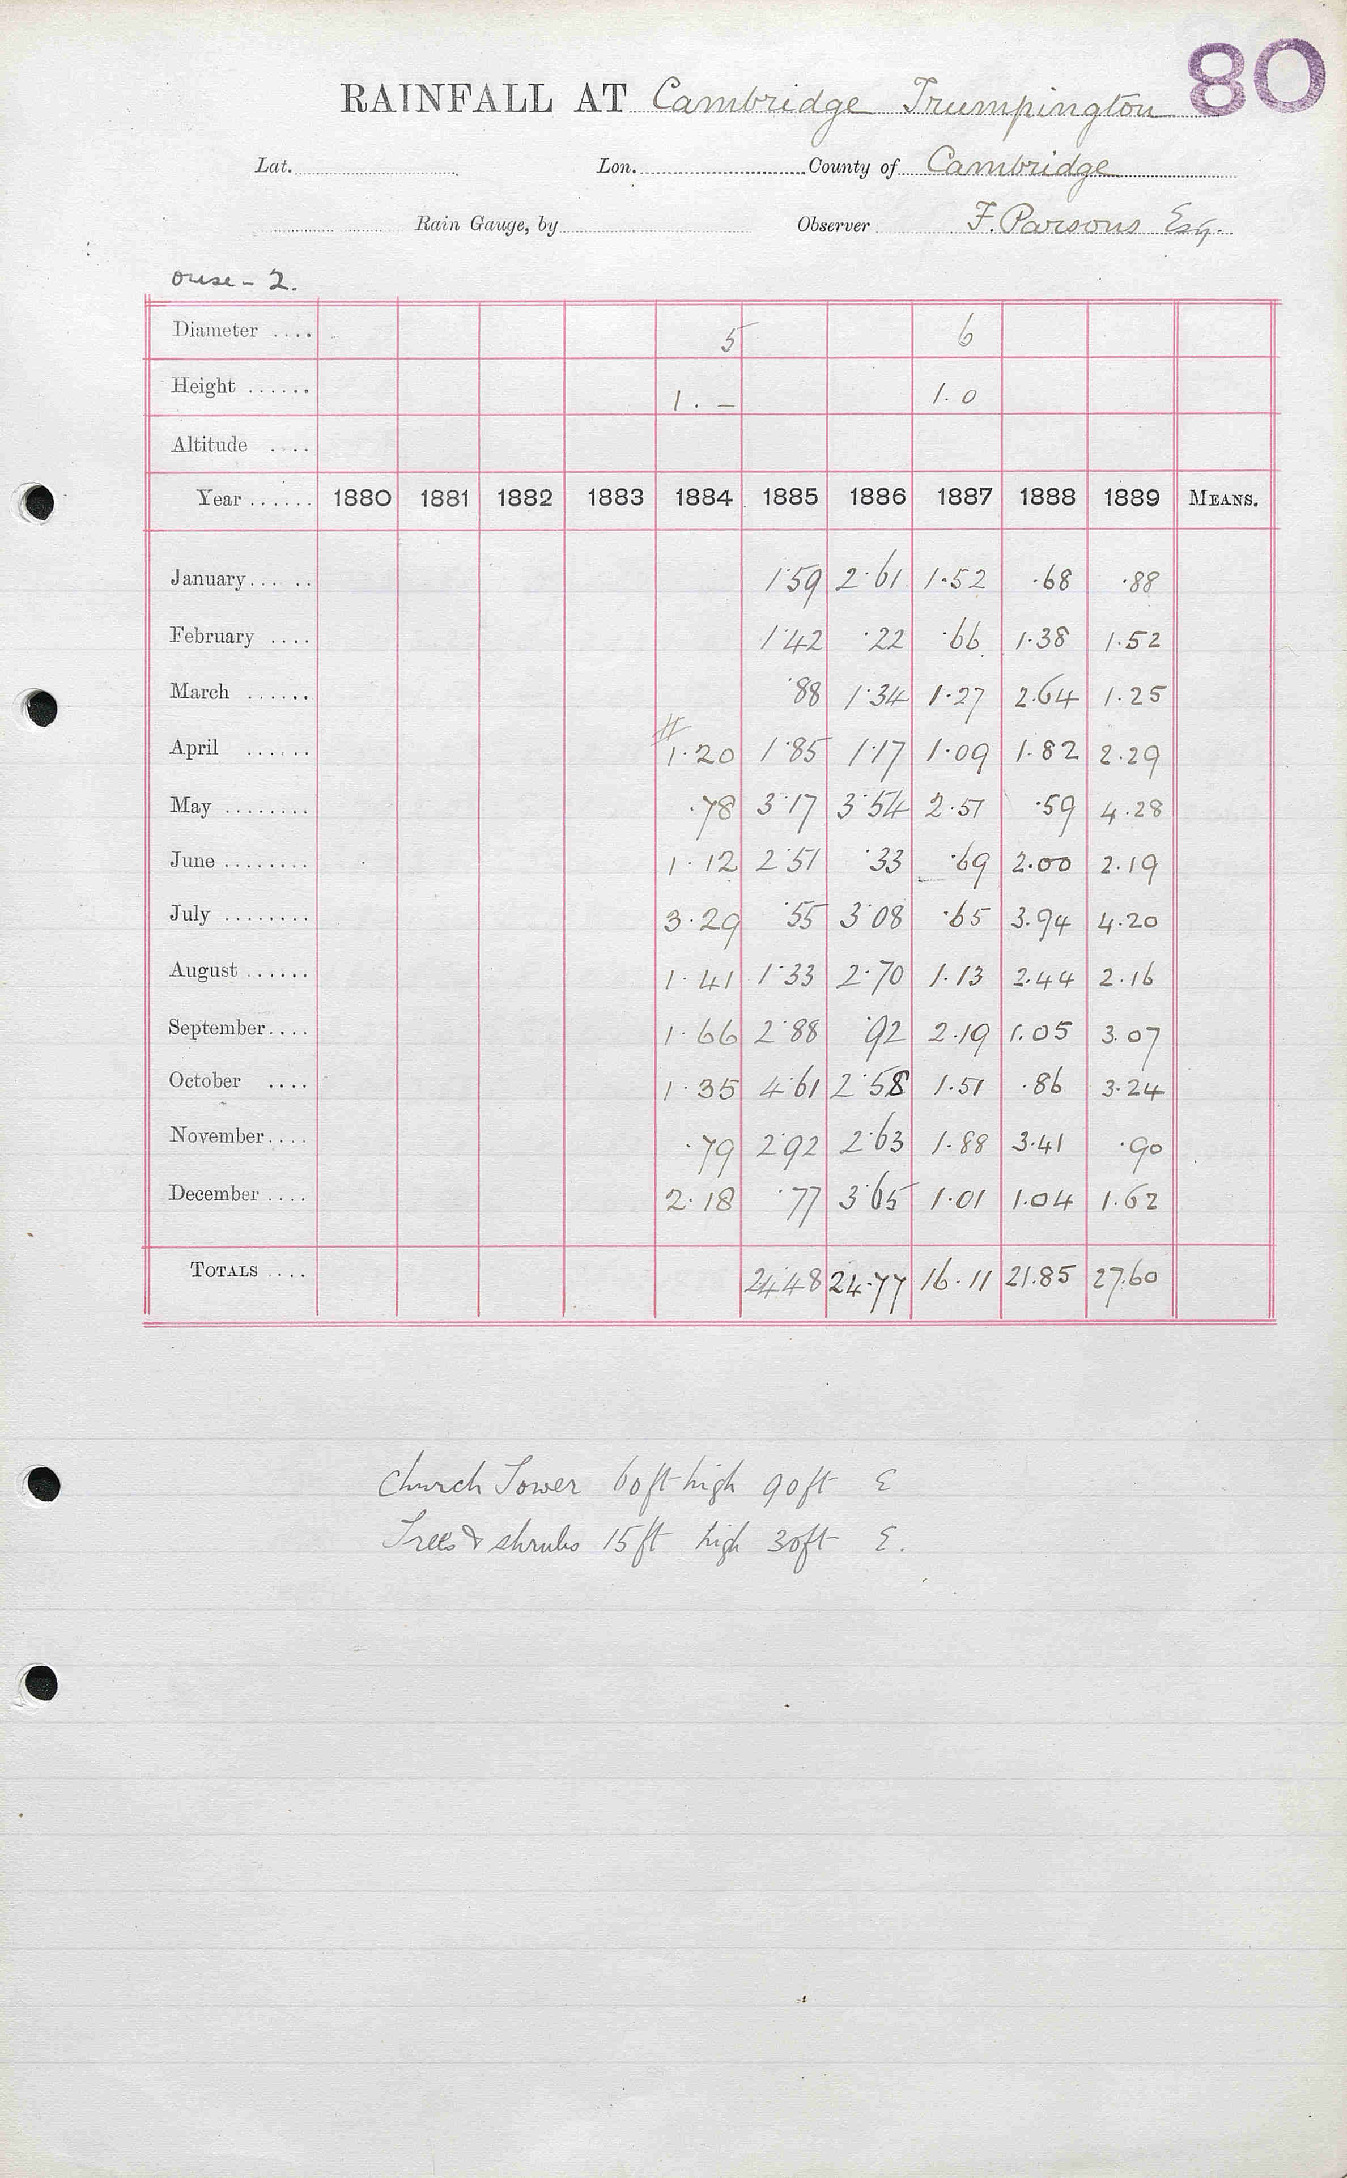 80
RAINFALL AT Cambridge Trumpington
Lat. Lon. County of Cambridge
Rain Gauge, by Observer F. Parsons Esq.
Ouse - 2.
Diameter .... 5 6
Height ...... 1. — 1.0
Altitude ....
Year ...... 1880 1881 1882 1883 1884 1885 1886 1887 1888 1889 MEANS.
January... .. 1.59 2.61 1.52 .68 .88
February .... 1.42 .22 .66 1.38 1.52
March ...... .88 1.34 1.27 2.64 1.25
April ...... # 1.20 1.85 1.17 1.09 1.82 2.29
May ........ .78 3.17 3.54 2.51 .59 4.28
June ........ 1.12 2.51 .33 .69 2.00 2.19
July ........ 3.29 .55 3.08 .65 3.94 4.20
August ...... 1.41 1.33 2.70 1.13 2.44 2.16
September.... 1.66 2.88 .92 2.19 1.05 3.07
October .... 1.35 4.61 2.58 1.51 .86 3.24
November.... .79 2.92 2.63 1.88 3.41 .90
December .... 2.18 .77 3.65 1.01 1.04 1.62
TOTALS .... 24.48 24.77 16.11 21.85 27.60
Church Tower 60ft high 90ft E
Trees & shrubs 15ft high 30ft E.